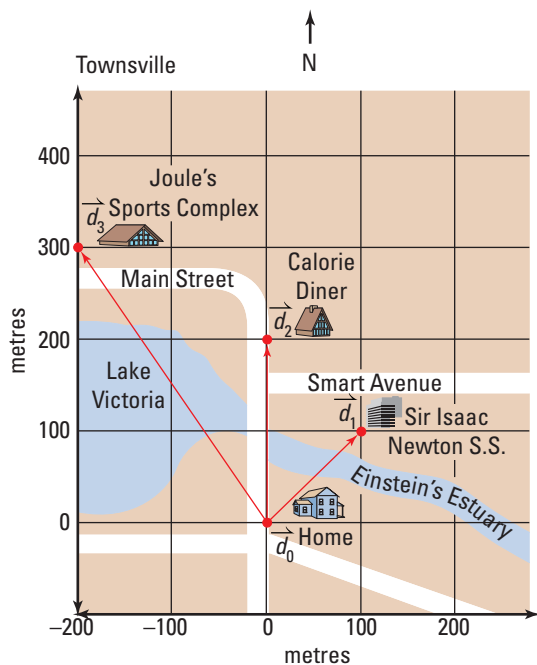 N
Townsville
400
Joule's
d₃ Sports Complex
300
Main Street
Calorie
Diner
d₂
200
metres
Lake
Victoria
Smart Avenue
d₁
Sir Isaac
Newton S.S.
100
Einstein's Estuary
0
d₀ Home
–200
–100
0
100
200
metres